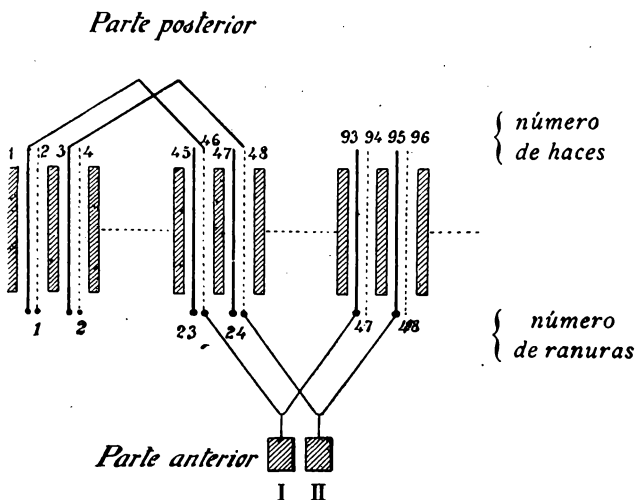 Parte posterior
1 2 3 4 45 46 47 48 93 94 95 96
número
de haces
1 2 23 24 47 48
número
de ranuras
Parte anterior
I II